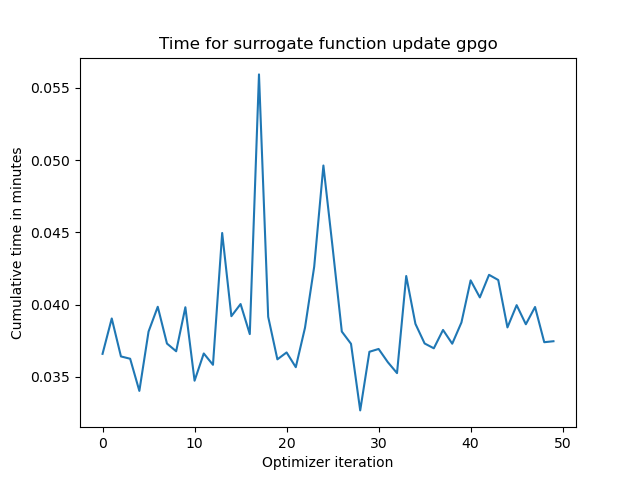 Time for surrogate function update gpgo
Cumulative time in minutes
0.055
0.050
0.045
0.040
0.035
0 10 20 30 40 50
Optimizer iteration